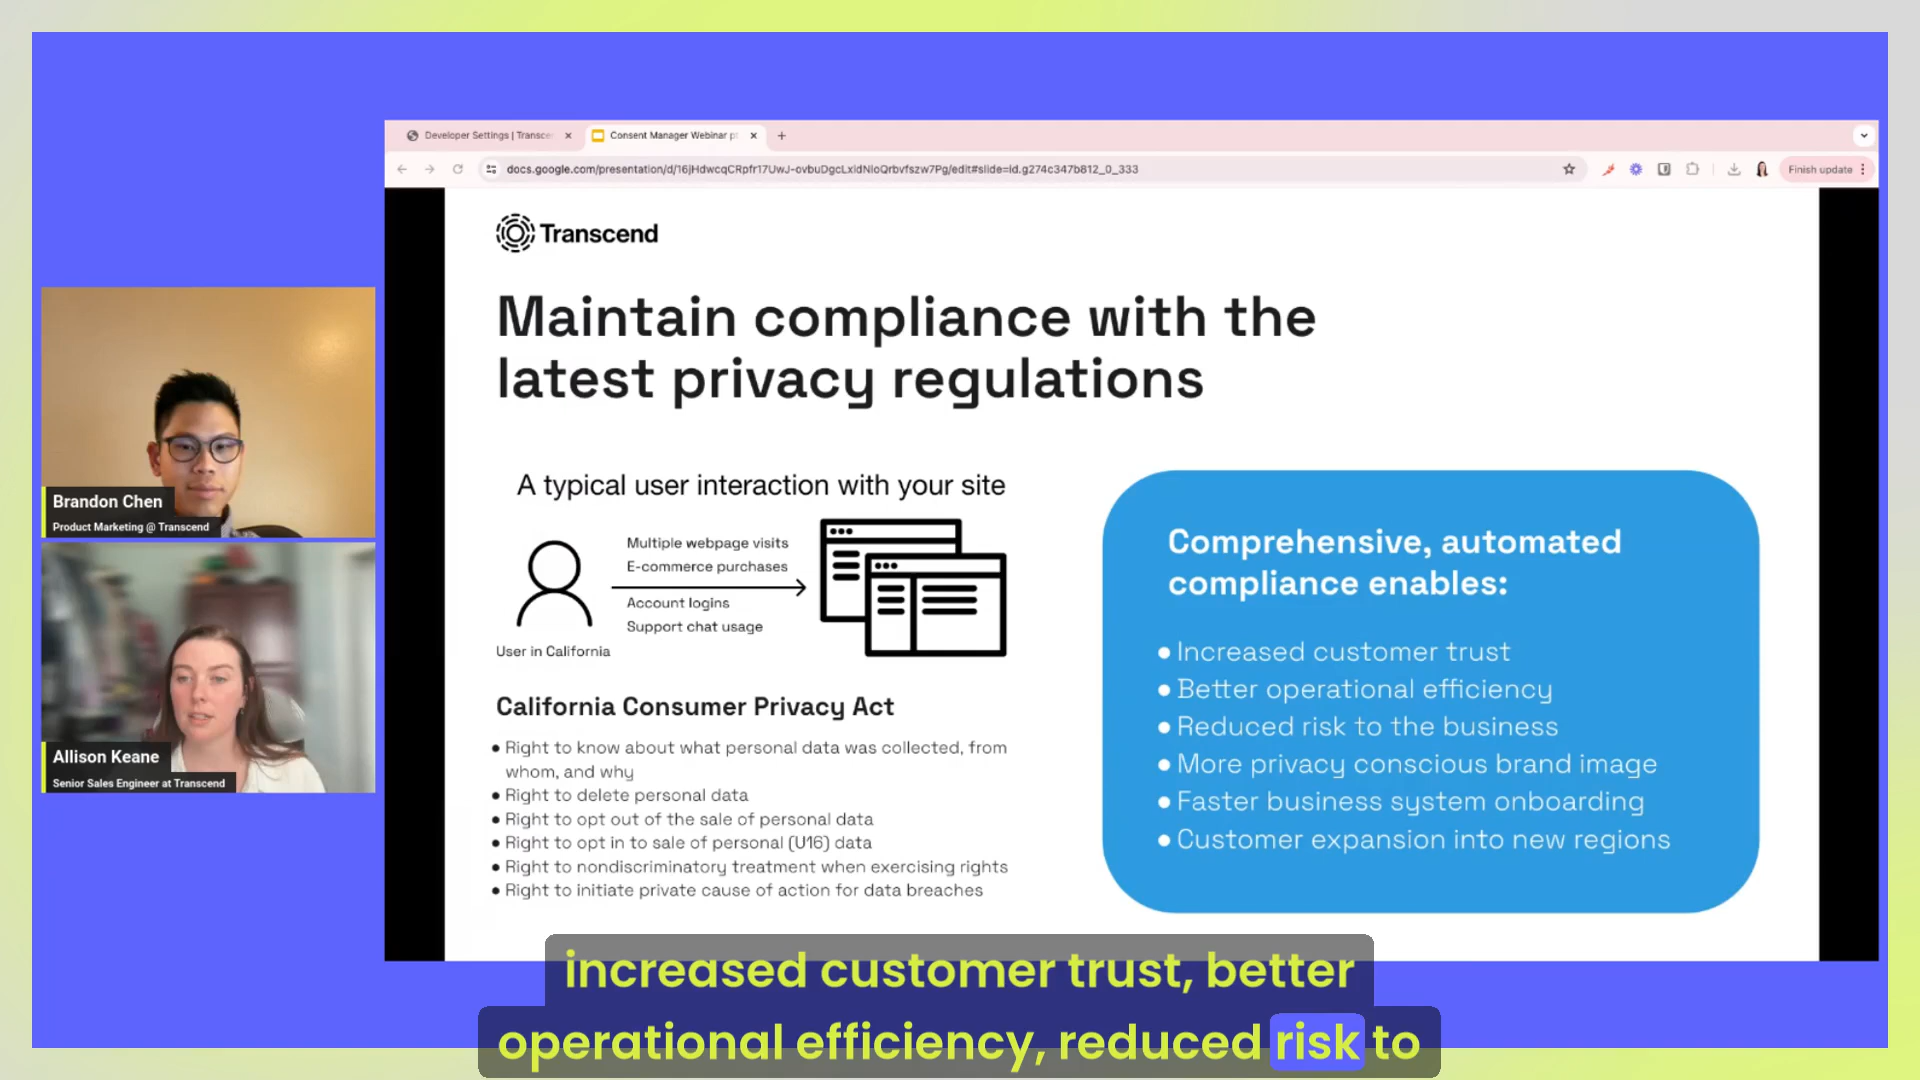 Developer Settings | Transce
Consent Manager Webinar pt
docs.google.com/presentation/d/16jHdwcqCRpfr17UwJ-ovbuDgcLxidNloQrbvfszw7Pg/edit#slide=id.g274c347b812_0_333
Finish update
Transcend
Maintain compliance with the
latest privacy regulations
A typical user interaction with your site
Multiple webpage visits
E-commerce purchases
Account logins
Support chat usage
User in California
California Consumer Privacy Act
• Right to know about what personal data was collected, from
whom, and why
• Right to delete personal data
• Right to opt out of the sale of personal data
• Right to opt in to sale of personal (U16) data
• Right to nondiscriminatory treatment when exercising rights
• Right to initiate private cause of action for data breaches
Comprehensive, automated
compliance enables:
• Increased customer trust
• Better operational efficiency
• Reduced risk to the business
• More privacy conscious brand image
• Faster business system onboarding
• Customer expansion into new regions
Brandon Chen
Product Marketing @ Transcend
Allison Keane
Senior Sales Engineer at Transcend
increased customer trust, better
operational efficiency, reduced risk to